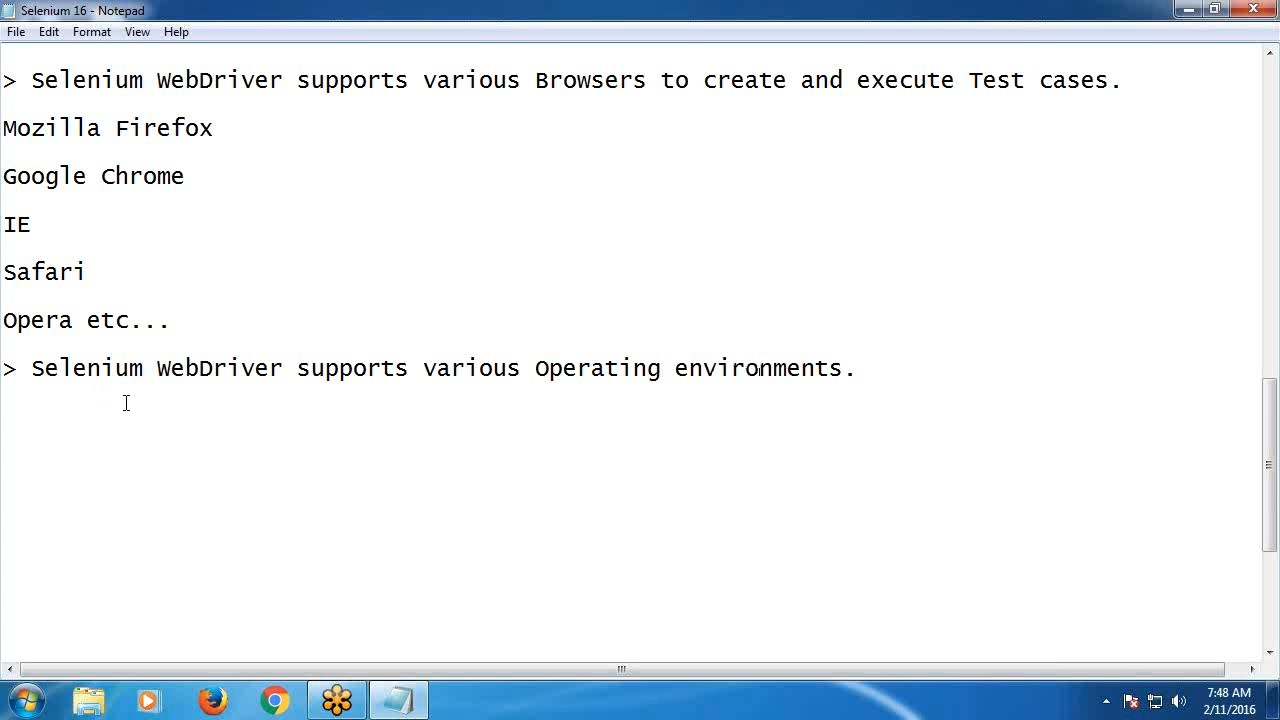 Selenium 16 - Notepad
File Edit Format View Help
> Selenium WebDriver supports various Browsers to create and execute Test cases.
Mozilla Firefox
Google Chrome
IE
Safari
Opera etc...
> Selenium WebDriver supports various Operating environments.
7:48 AM
2/11/2016